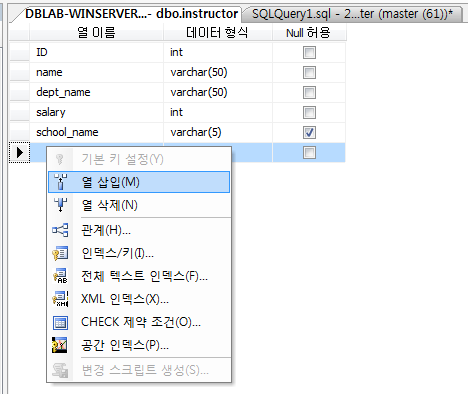 DBLAB-WINSERVER...- dbo.instructor SQLQuery1.sql - 2...ter (master (61))*
열 이름 데이터 형식 Null 허용
ID int
name varchar(50)
dept_name varchar(50)
salary int
school_name varchar(5)
기본 키 설정(Y)
열 삽입(M)
열 삭제(N)
관계(H)...
인덱스/키(I)...
전체 텍스트 인덱스(F)...
XML 인덱스(X)...
CHECK 제약 조건(O)...
공간 인덱스(P)...
변경 스크립트 생성(S)...